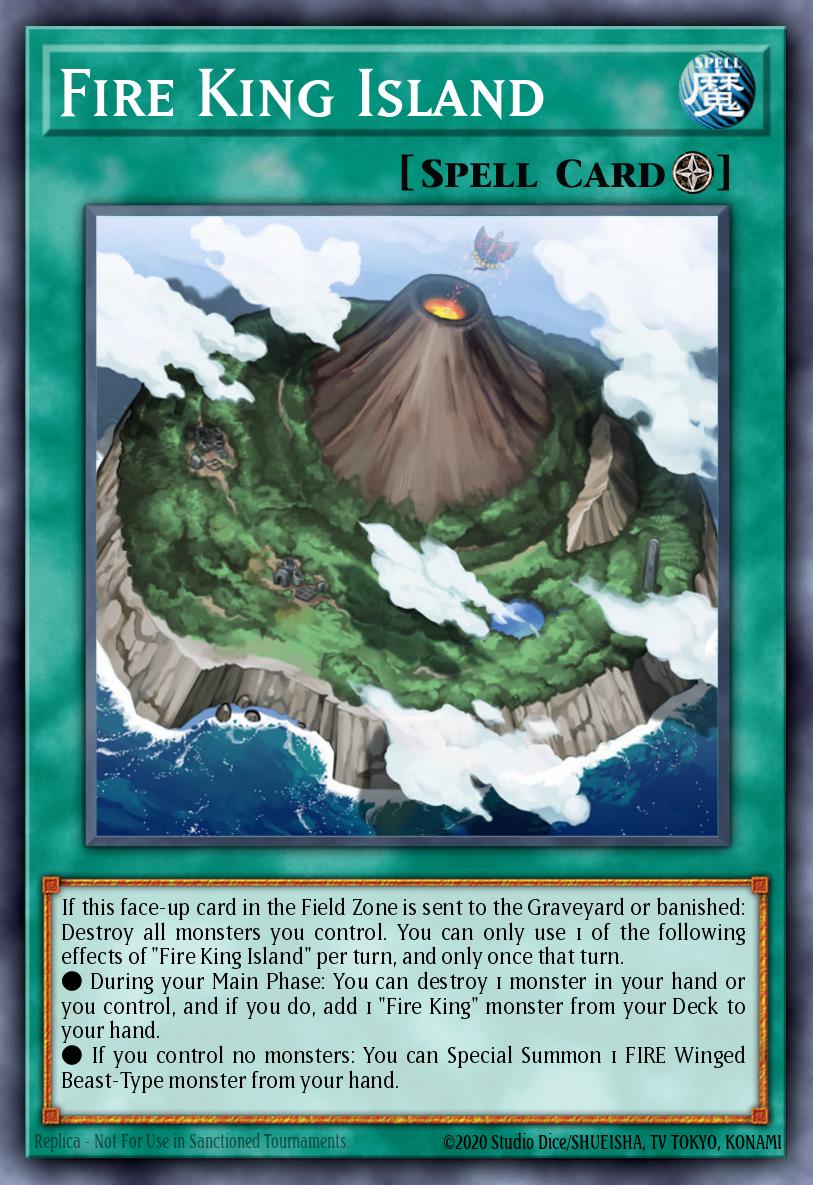 Fire King Island
SPELL
魔
[Spell Card]
If this face-up card in the Field Zone is sent to the Graveyard or banished:
Destroy all monsters you control. You can only use 1 of the following
effects of "Fire King Island" per turn, and only once that turn.
● During your Main Phase: You can destroy 1 monster in your hand or
you control, and if you do, add 1 "Fire King" monster from your Deck to
your hand.
● If you control no monsters: You can Special Summon 1 FIRE Winged
Beast-Type monster from your hand.
Replica - Not For Use in Sanctioned Tournaments.
©2020 Studio Dice/SHUEISHA, TV TOKYO, KONAMI